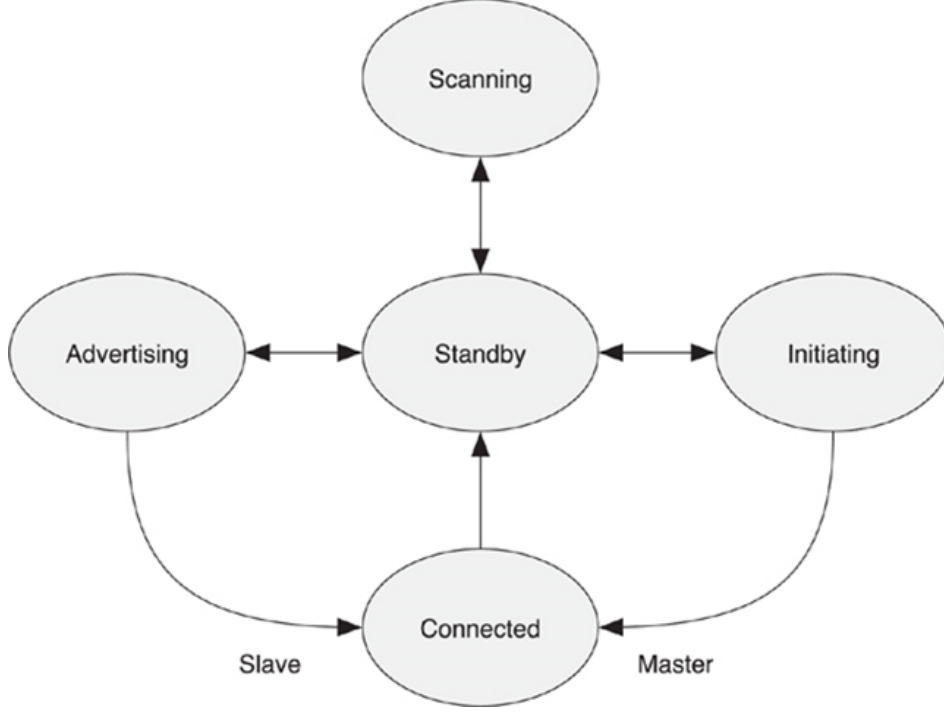 Scanning
Advertising
Standby
Initiating
Connected
Slave
Master